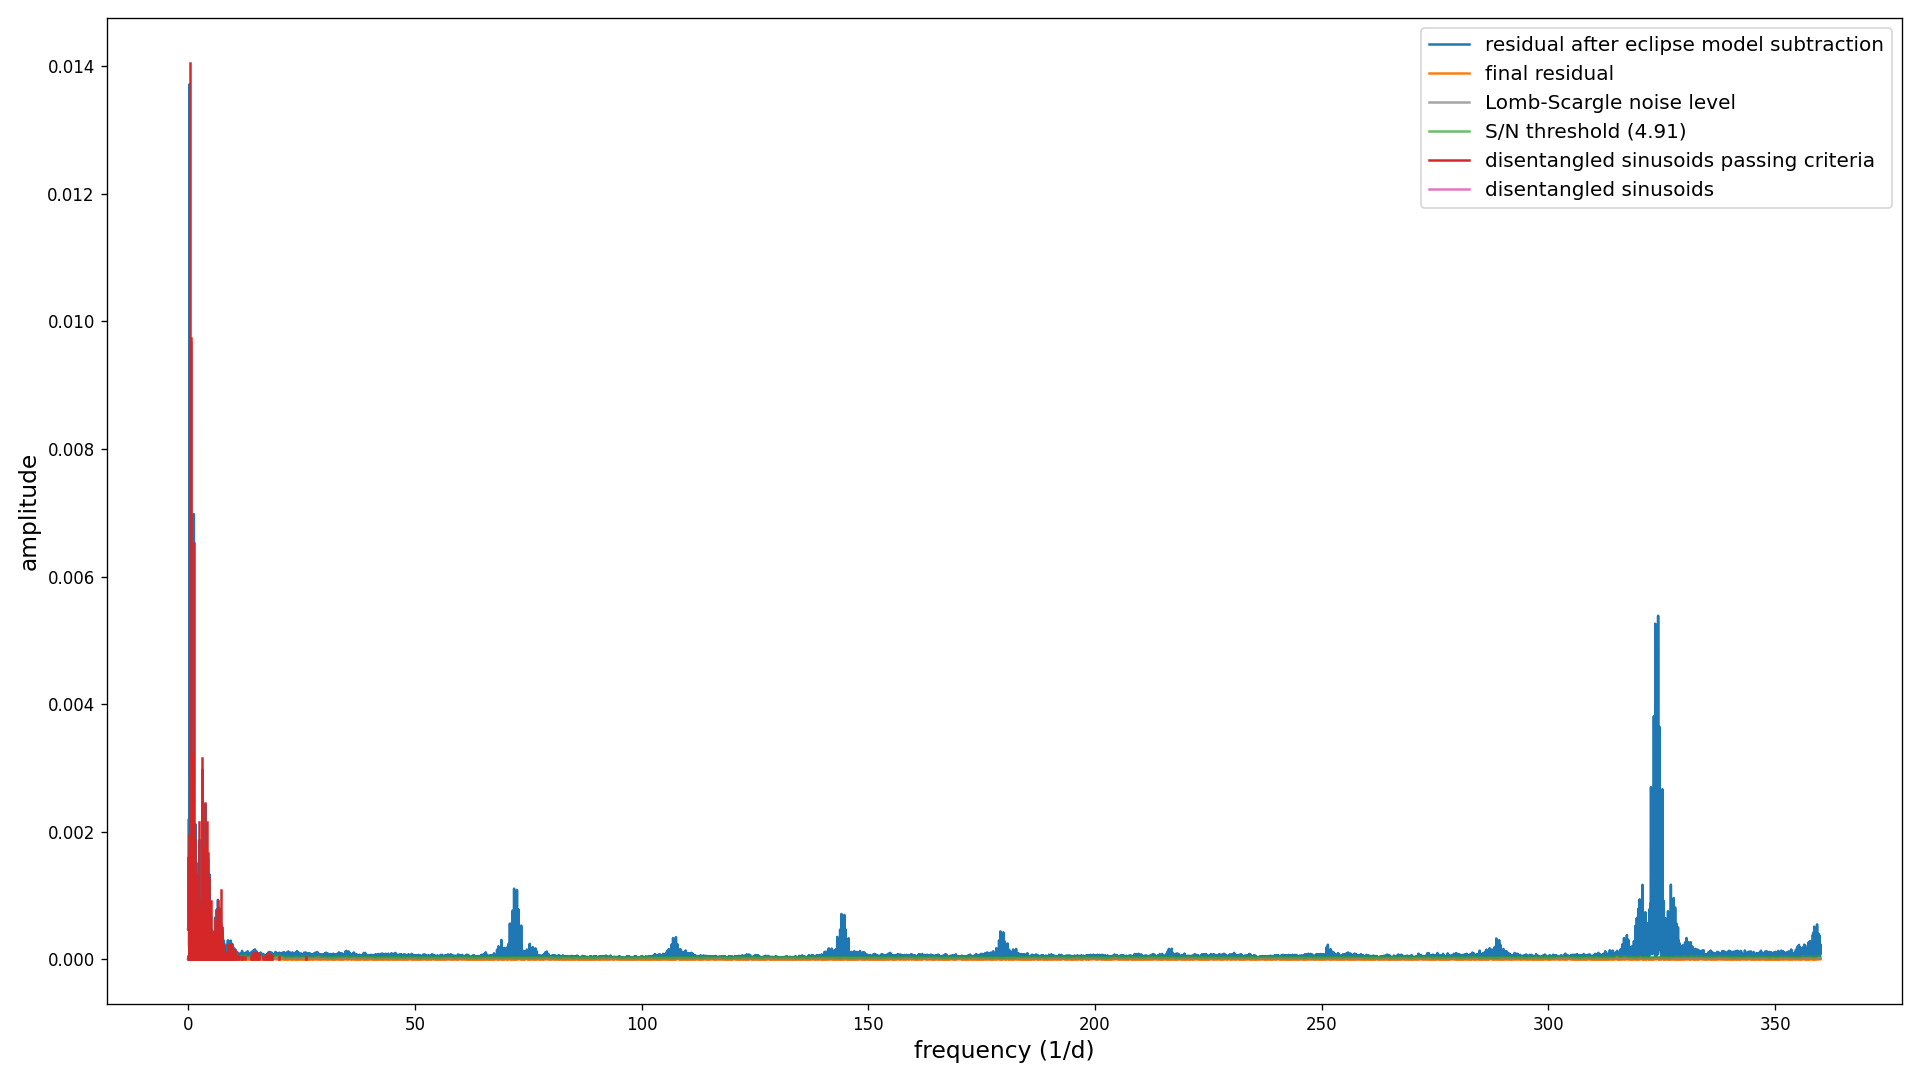 residual after eclipse model subtraction
final residual
Lomb-Scargle noise level
S/N threshold (4.91)
disentangled sinusoids passing criteria
disentangled sinusoids
0.014
0.012
0.010
0.008
0.006
0.004
0.002
0.000
amplitude
0 50 100 150 200 250 300 350
frequency (1/d)